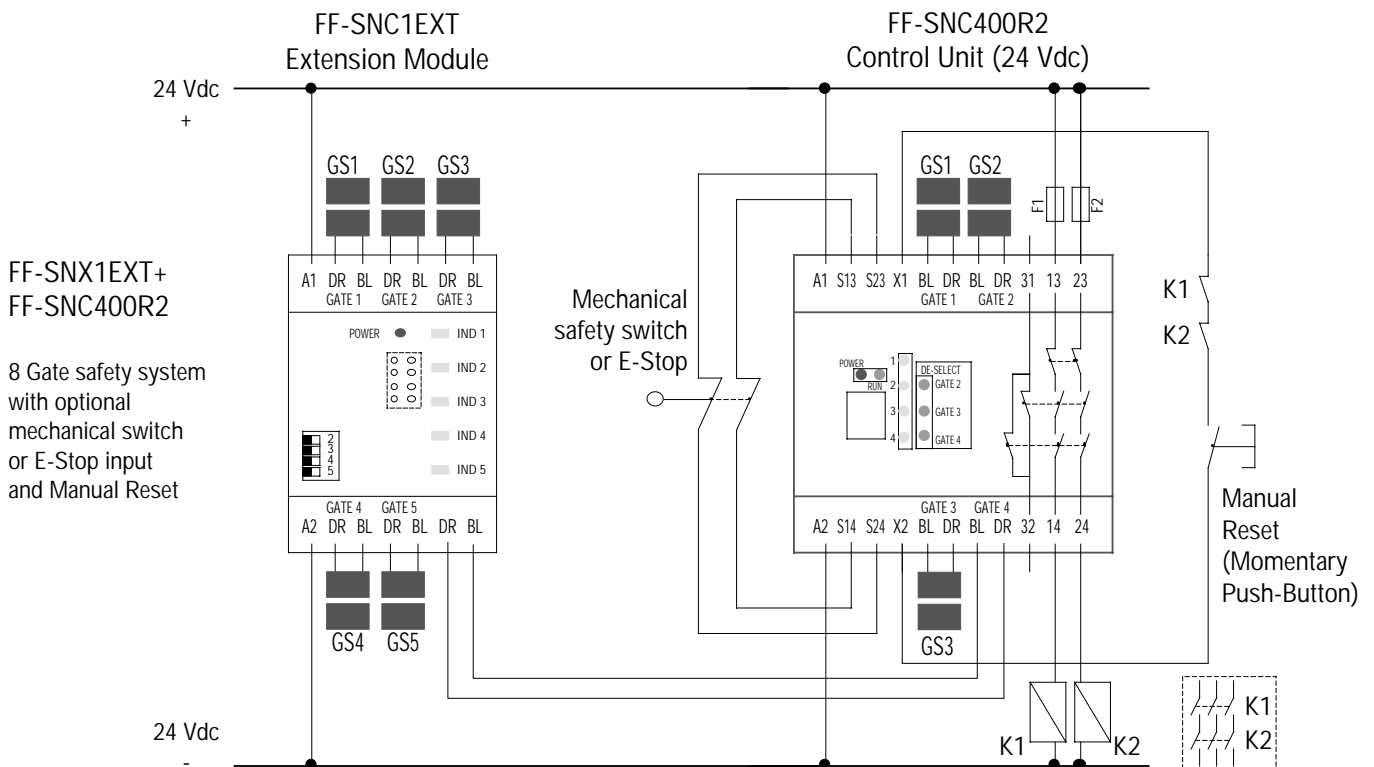 FF-SNC1EXT
Extension Module
FF-SNC400R2
Control Unit (24 Vdc)
24 Vdc
+
GS1 GS2 GS3
GS1 GS2
F1
F2
FF-SNX1EXT+
FF-SNC400R2
8 Gate safety system
with optional
mechanical switch
or E-Stop input
and Manual Reset
A1 DR BL DR BL DR BL
GATE 1 GATE 2 GATE 3
POWER
IND 1
IND 2
IND 3
IND 4
IND 5
2
3
4
5
GATE 4 GATE 5
A2 DR BL DR BL DR BL
GS4 GS5
Mechanical
safety switch
or E-Stop
A1 S13 S23 X1 BL DR BL DR 31 13 23
GATE 1 GATE 2
POWER
RUN
1
2
3
4
DE-SELECT
GATE 2
GATE 3
GATE 4
GATE 3 GATE 4
A2 S14 S24 X2 BL DR BL DR 32 14 24
GS3
K1
K2
Manual
Reset
(Momentary
Push-Button)
K1
K2
K1
K2
24 Vdc
-